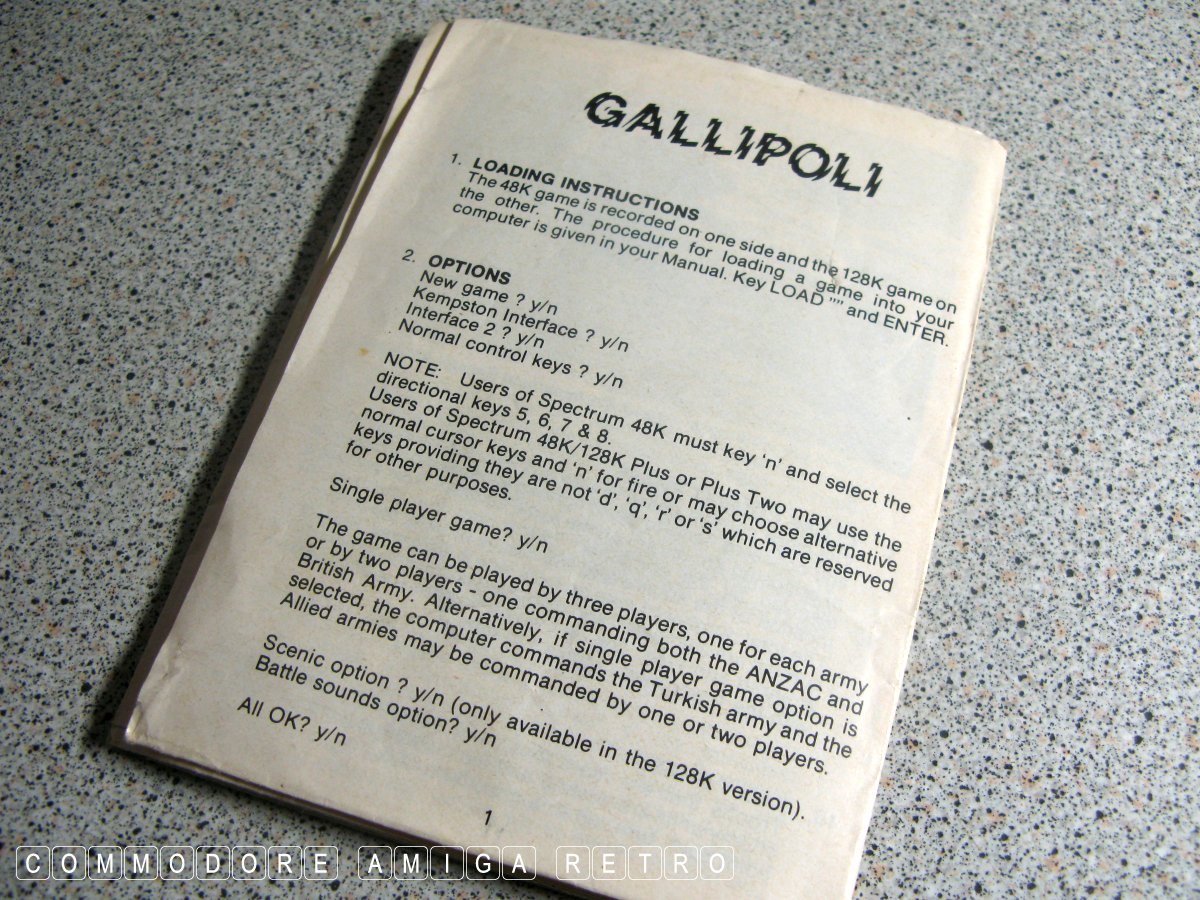 GALLIPOLI
1. LOADING INSTRUCTIONS
The 48K game is recorded on one side and the 128K game on
the other. The procedure for loading a game into your
computer is given in your Manual. Key LOAD "" and ENTER.
2. OPTIONS
New game ? y/n
Kempston Interface ? y/n
Interface 2 ? y/n
Normal control keys ? y/n
NOTE: Users of Spectrum 48K must key 'n' and select the
directional keys 5, 6, 7 & 8.
Users of Spectrum 48K/128K Plus or Plus Two may use the
normal cursor keys and 'n' for fire or may choose alternative
keys providing they are not 'd', 'q', 'r' or 's' which are reserved
for other purposes.
Single player game? y/n
The game can be played by three players, one for each army
or by two players - one commanding both the ANZAC and
British Army. Alternatively, if single player game option is
selected, the computer commands the Turkish army and the
Allied armies may be commanded by one or two players.
Scenic option ? y/n (only available in the 128K version).
Battle sounds option? y/n
All OK? y/n
1
COMMODORE AMIGA RETRO